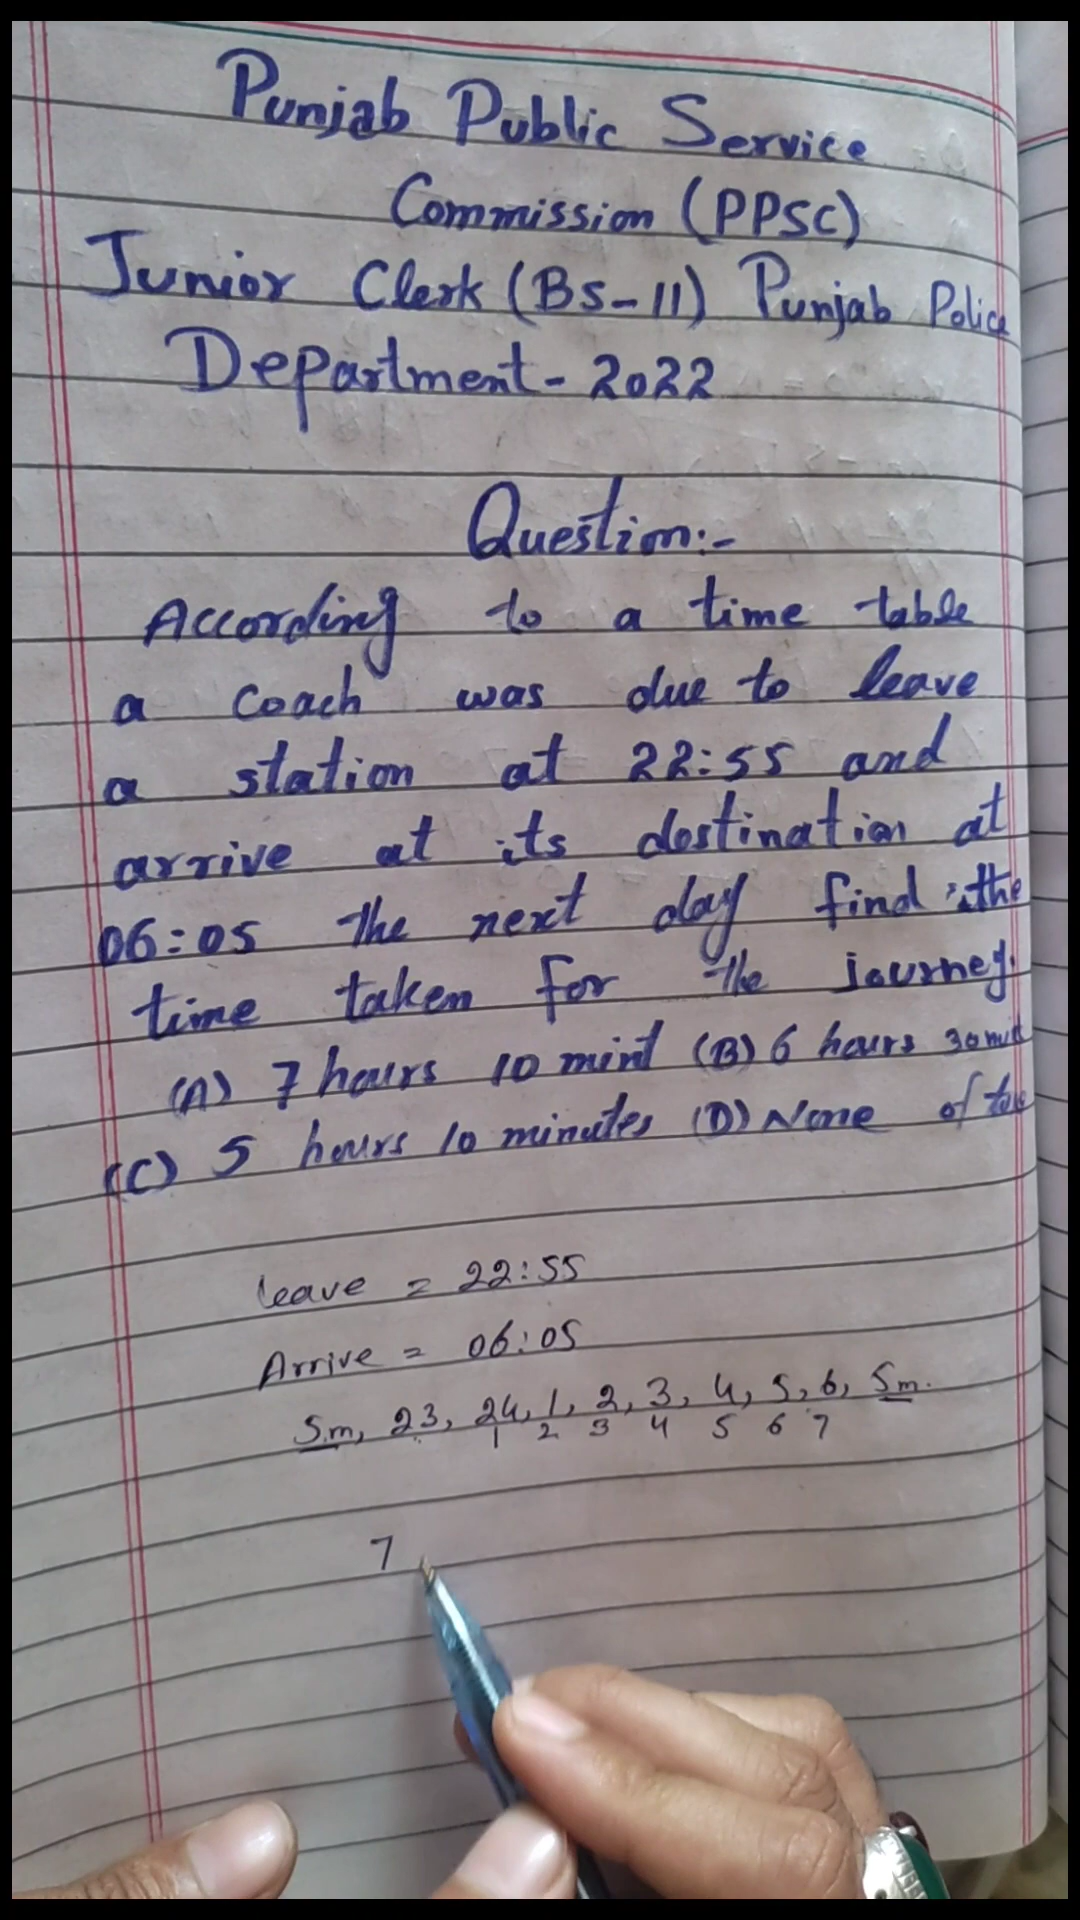 Punjab Public Service
Commission (PPSC)
Junior Clerk (BS-11) Punjab Police
Department - 2022
Question:-
According to a time table
a coach was due to leave
a station at 22:55 and
arrive at its destination at
06:05 the next day find the
time taken for the journey.
(A) 7 hours 10 mint (B) 6 hours 30 mint
(C) 5 hours 10 minutes (D) None of
leave = 22:55
Arrive = 06:05
5m, 23, 24, 1, 2, 3, 4, 5, 6, 5m.
1 2 3 4 5 6 7
7